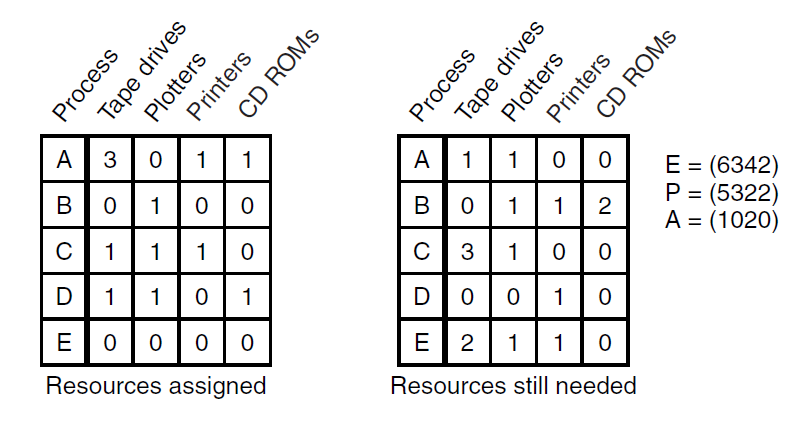 Process Tape drives Plotters Printers CD ROMs
A 3 0 1 1
B 0 1 0 0
C 1 1 1 0
D 1 1 0 1
E 0 0 0 0
Resources assigned
Process Tape drives Plotters Printers CD ROMs
A 1 1 0 0
B 0 1 1 2
C 3 1 0 0
D 0 0 1 0
E 2 1 1 0
Resources still needed
E = (6342)
P = (5322)
A = (1020)